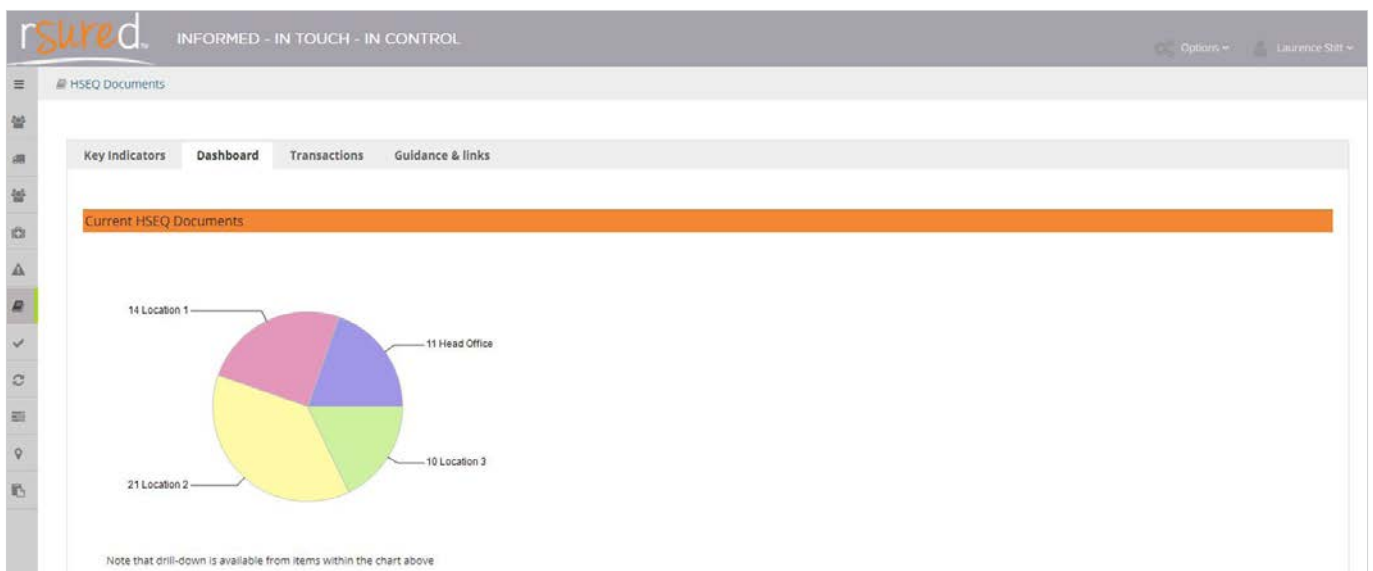 rsured™ INFORMED - IN TOUCH - IN CONTROL
Options Laurence Stitt
HSEQ Documents
Key Indicators Dashboard Transactions Guidance & links
Current HSEQ Documents
14 Location 1
11 Head Office
10 Location 3
21 Location 2
Note that drill-down is available from items within the chart above